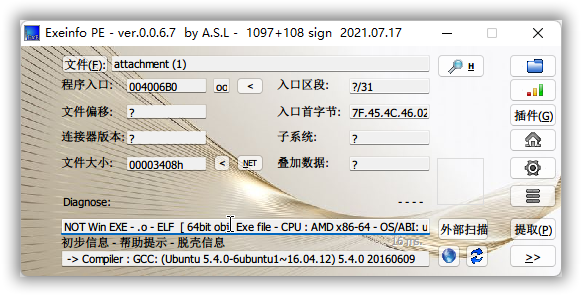 Exeinfo PE - ver.0.0.6.7 by A.S.L - 1097+108 sign 2021.07.17
文件(F): attachment (1) H
程序入口: 004006B0 oc < 入口区段: ?/31
文件偏移: ? 入口首字节: 7F.45.4C.46.02 插件(G)
连接器版本: ? 子系统: ?
文件大小: 00003408h < NET 叠加数据: ?
Diagnose: ----
NOT Win EXE - .o - ELF [ 64bit obj. Exe file - CPU : AMD x86-64 - OS/ABI: u 外部扫描 提取(P)
初步信息 - 帮助提示 - 脱壳信息 16 ms.
-> Compiler : GCC: (Ubuntu 5.4.0-6ubuntu1~16.04.12) 5.4.0 20160609 >>